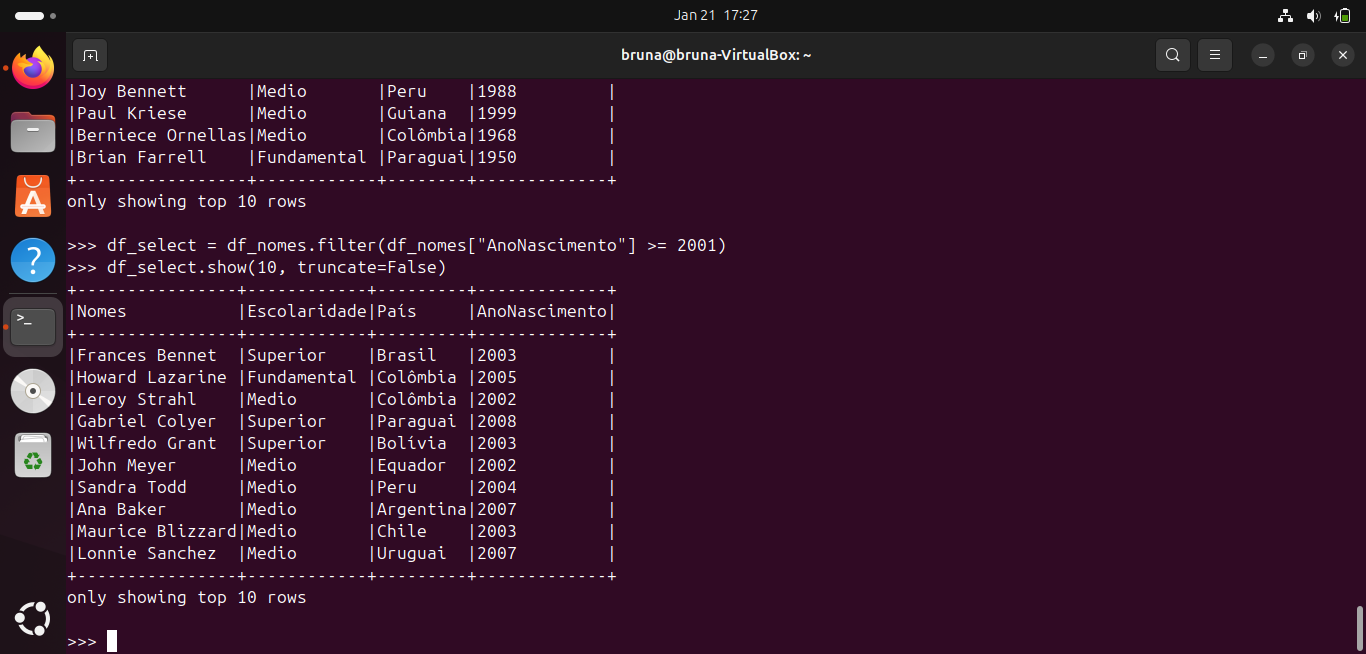 Jan 21 17:27
bruna@bruna-VirtualBox: ~
|Joy Bennett      |Medio       |Peru    |1988         |
|Paul Kriese      |Medio       |Guiana  |1999         |
|Berniece Ornellas|Medio       |Colômbia|1968         |
|Brian Farrell    |Fundamental |Paraguai|1950         |
+-----------------+------------+--------+-------------+
only showing top 10 rows
>>> df_select = df_nomes.filter(df_nomes["AnoNascimento"] >= 2001)
>>> df_select.show(10, truncate=False)
+----------------+------------+---------+-------------+
|Nomes           |Escolaridade|País     |AnoNascimento|
+----------------+------------+---------+-------------+
|Frances Bennet  |Superior    |Brasil   |2003         |
|Howard Lazarine |Fundamental |Colômbia |2005         |
|Leroy Strahl    |Medio       |Colômbia |2002         |
|Gabriel Colyer  |Superior    |Paraguai |2008         |
|Wilfredo Grant  |Superior    |Bolivia  |2003         |
|John Meyer      |Medio       |Equador  |2002         |
|Sandra Todd     |Medio       |Peru     |2004         |
|Ana Baker       |Medio       |Argentina|2007         |
|Maurice Blizzard|Medio       |Chile    |2003         |
|Lonnie Sanchez  |Medio       |Uruguai  |2007         |
+----------------+------------+---------+-------------+
only showing top 10 rows
>>>